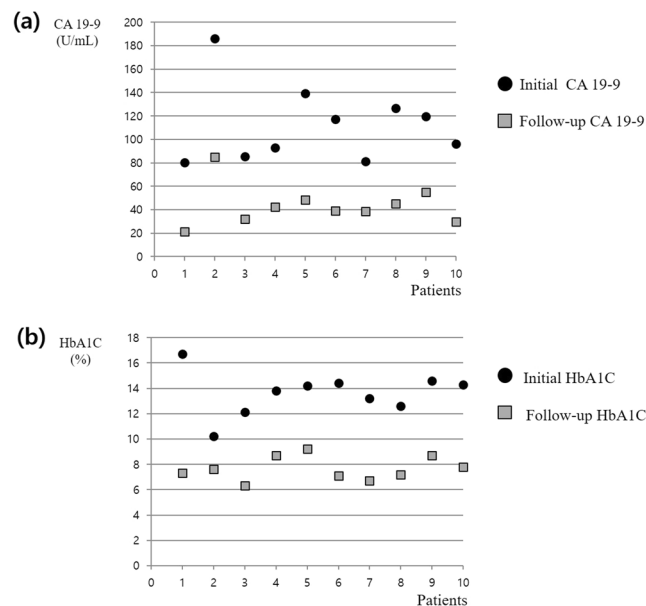 (a)
CA 19-9
(U/mL)
200
180
160
140
120
100
80
60
40
20
0
0 1 2 3 4 5 6 7 8 9 10
Patients
Initial CA 19-9
Follow-up CA 19-9
(b)
HbA1C
(%)
18
16
14
12
10
8
6
4
2
0
0 1 2 3 4 5 6 7 8 9 10
Patients
Initial HbA1C
Follow-up HbA1C